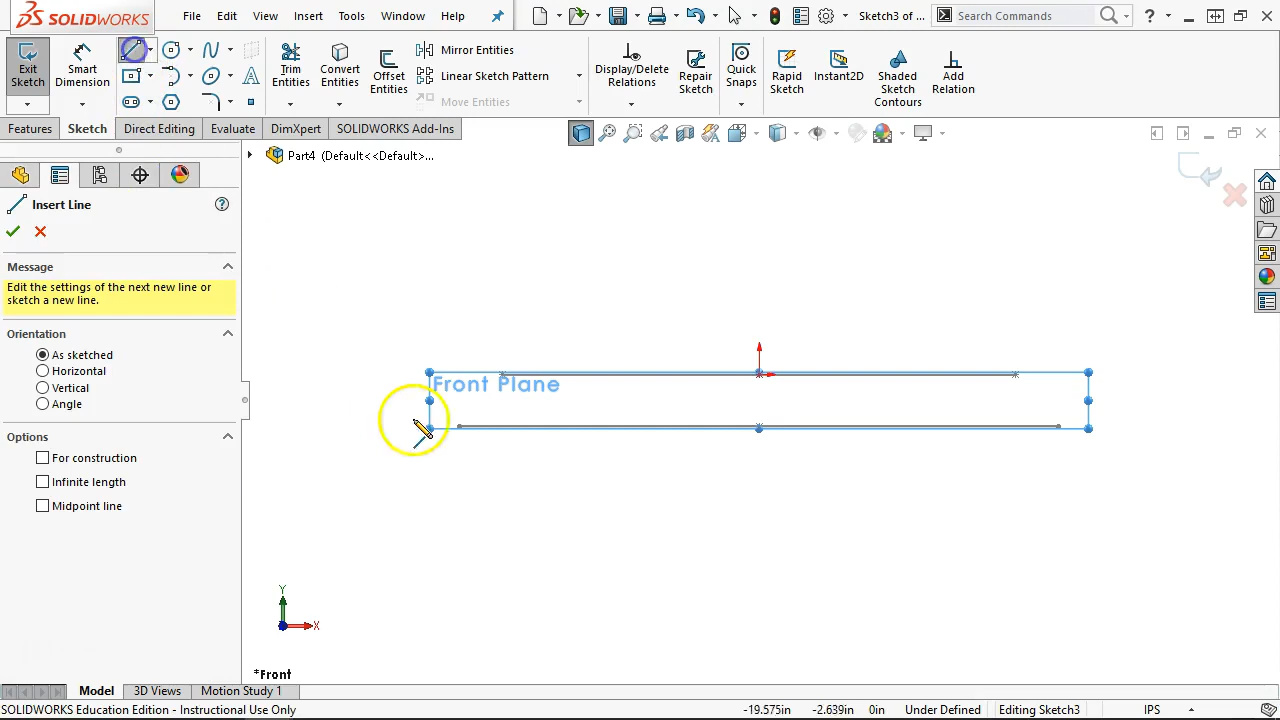 SOLIDWORKS
File
Edit
View
Insert
Tools
Window
Help
Sketch3 of ...
Search Commands
?
Exit Sketch
Smart Dimension
Trim Entities
Convert Entities
Offset Entities
Mirror Entities
Linear Sketch Pattern
Move Entities
Display/Delete Relations
Repair Sketch
Quick Snaps
Rapid Sketch
Instant2D
Shaded Sketch Contours
Add Relation
Features
Sketch
Direct Editing
Evaluate
DimXpert
SOLIDWORKS Add-Ins
Part4 (Default<<Default>...
Insert Line
?
Message
Edit the settings of the next new line or
sketch a new line.
Orientation
As sketched
Horizontal
Vertical
Angle
Options
For construction
Infinite length
Midpoint line
Front Plane
Y
X
*Front
Model
3D Views
Motion Study 1
SOLIDWORKS Education Edition - Instructional Use Only
-19.575in
-2.639in
0in
Under Defined
Editing Sketch3
IPS